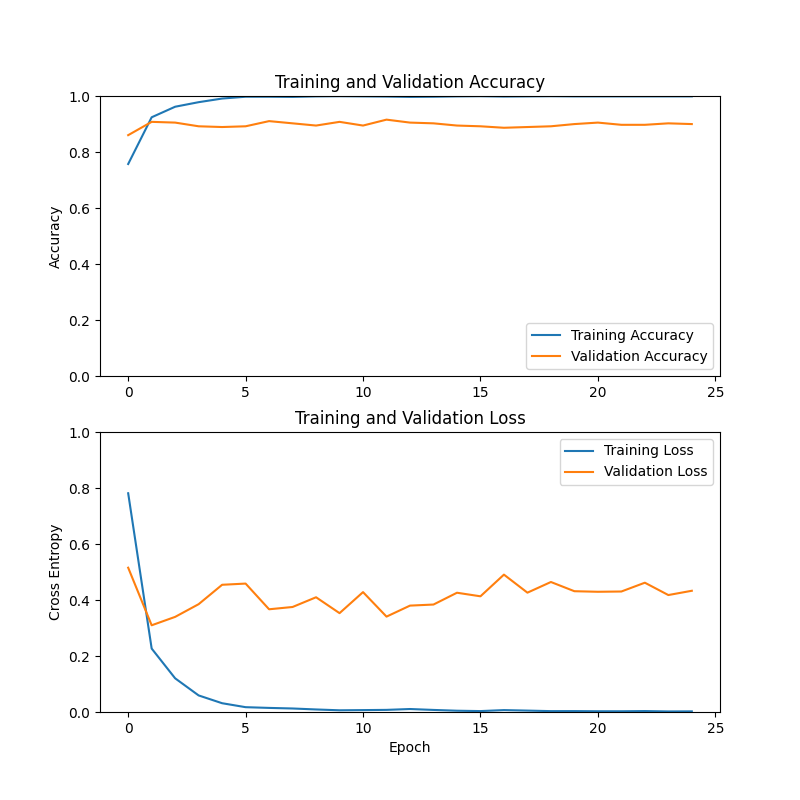 Training and Validation Accuracy
Accuracy
1.0
0.8
0.6
0.4
0.2
0.0
Training Accuracy
Validation Accuracy
0 5 10 15 20 25
Training and Validation Loss
Cross Entropy
1.0
0.8
0.6
0.4
0.2
0.0
Training Loss
Validation Loss
0 5 10 15 20 25
Epoch